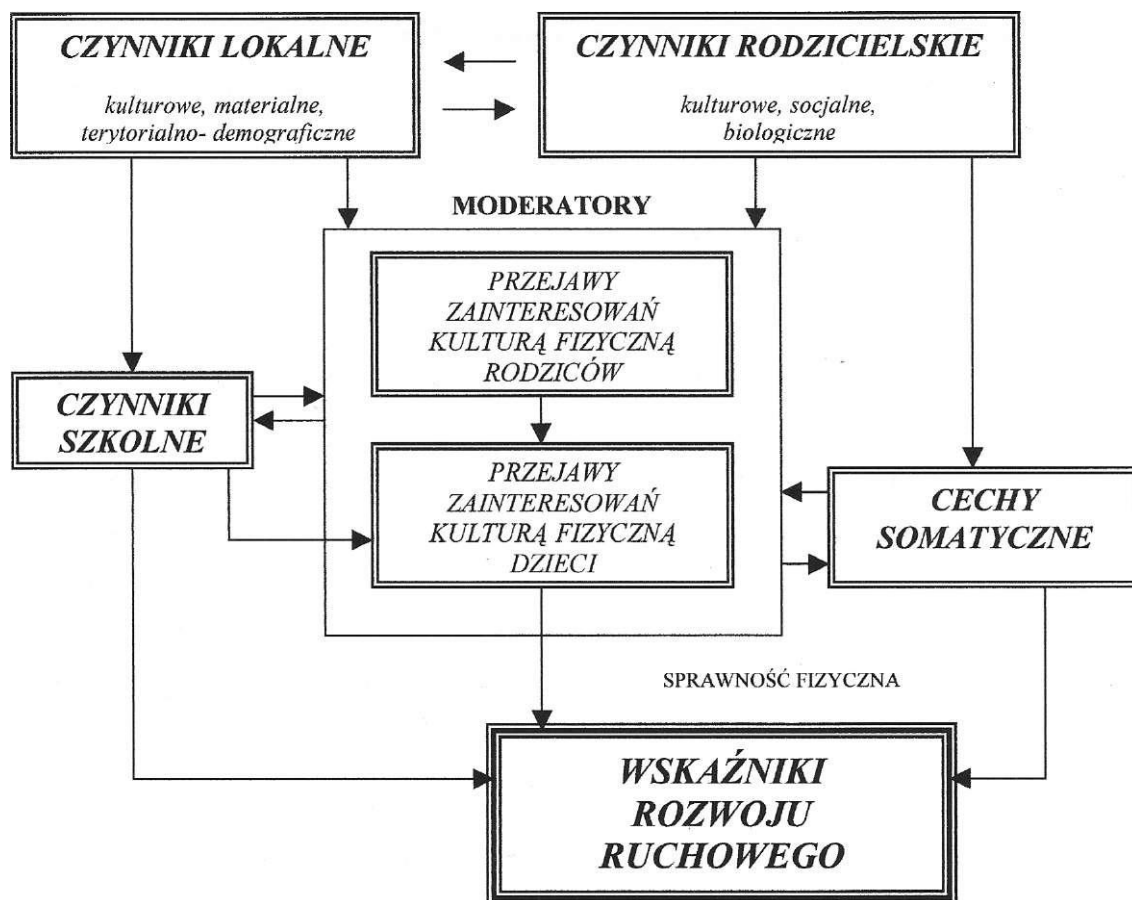 CZYNNIKI LOKALNE
kulturowe, materialne,
terytorialno- demograficzne
CZYNNIKI RODZICIELSKIE
kulturowe, socjalne,
biologiczne
MODERATORY
PRZEJAWY
ZAINTERESOWAŃ
KULTURĄ FIZYCZNĄ
RODZICÓW
CZYNNIKI
SZKOLNE
PRZEJAWY
ZAINTERESOWAŃ
KULTURĄ FIZYCZNĄ
DZIECI
CECHY
SOMATYCZNE
SPRAWNOŚĆ FIZYCZNA
WSKAŹNIKI
ROZWOJU
RUCHOWEGO